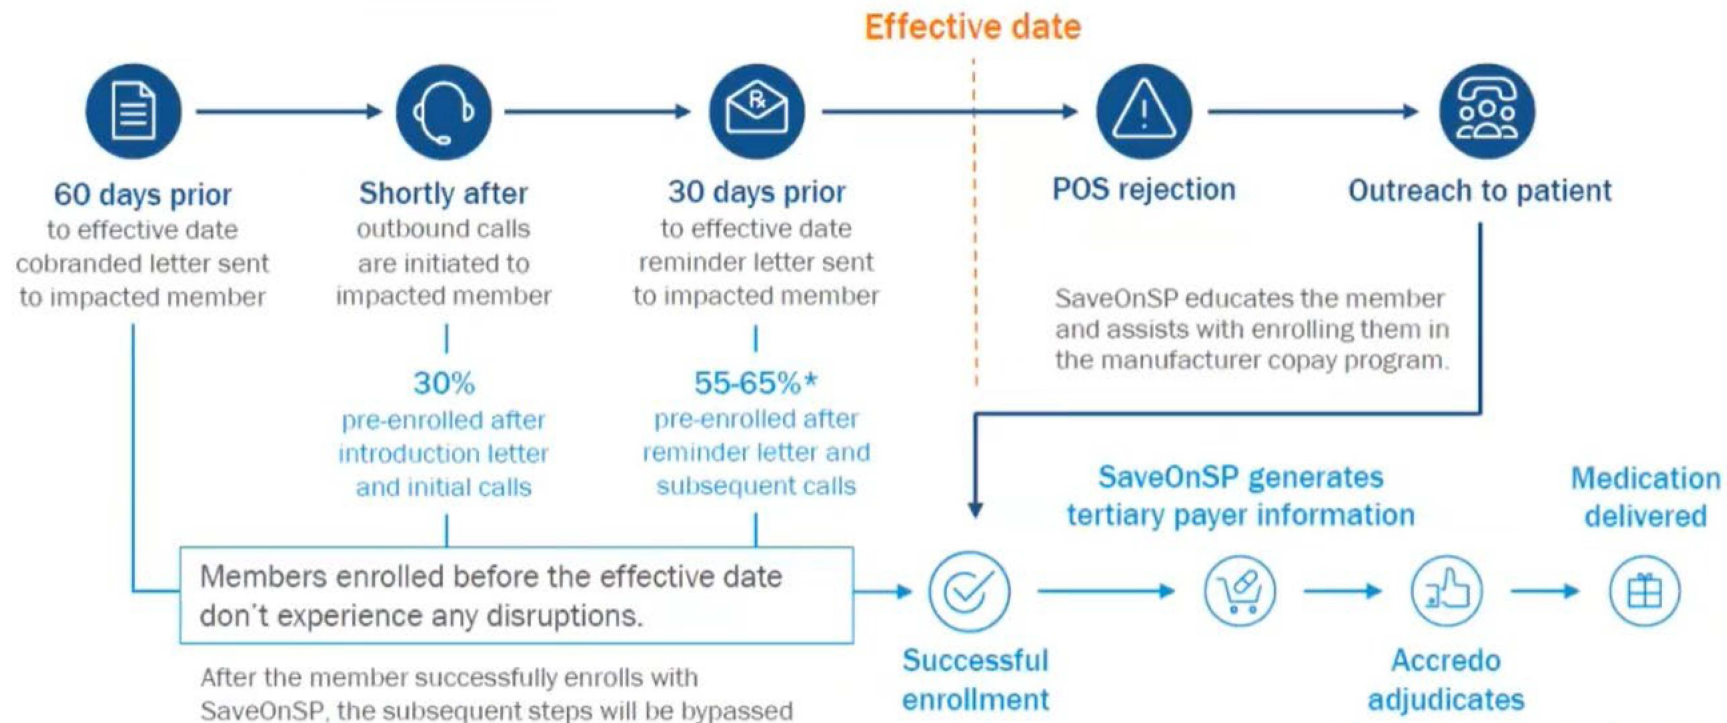 Effective date
60 days prior
to effective date
cobranded letter sent
to impacted member
Shortly after
outbound calls
are initiated to
impacted member
30 days prior
to effective date
reminder letter sent
to impacted member
POS rejection
Outreach to patient
SaveOnSP educates the member
and assists with enrolling them in
the manufacturer copay program.
30%
pre-enrolled after
introduction letter
and initial calls
55-65%*
pre-enrolled after
reminder letter and
subsequent calls
Members enrolled before the effective date
don't experience any disruptions.
After the member successfully enrolls with
SaveOnSP, the subsequent steps will be bypassed
Successful
enrollment
SaveOnSP generates
tertiary payer information
Accredo
adjudicates
Medication
delivered
Rx